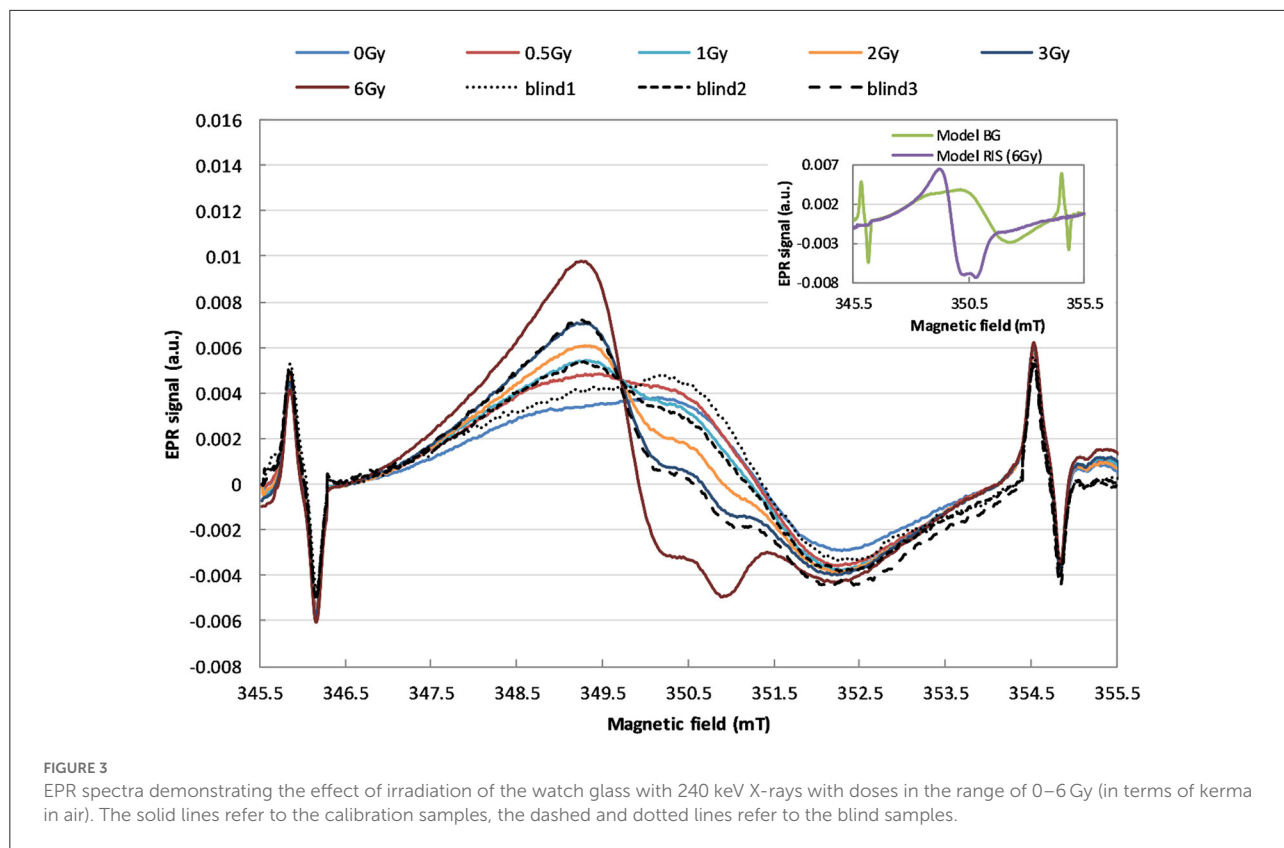 0Gy 0.5Gy 1Gy 2Gy 3Gy
6Gy blind1 blind2 blind3
0.016
0.014
0.012
0.01
0.008
0.006
0.004
0.002
0
-0.002
-0.004
-0.006
-0.008
EPR signal (a.u.)
345.5 346.5 347.5 348.5 349.5 350.5 351.5 352.5 353.5 354.5 355.5
Magnetic field (mT)
Model BG
Model RIS (6Gy)
0.007
0.002
-0.003
-0.008
EPR signal (a.u.)
345.5 350.5 355.5
Magnetic field (mT)
FIGURE 3
EPR spectra demonstrating the effect of irradiation of the watch glass with 240 keV X-rays with doses in the range of 0–6 Gy (in terms of kerma
in air). The solid lines refer to the calibration samples, the dashed and dotted lines refer to the blind samples.